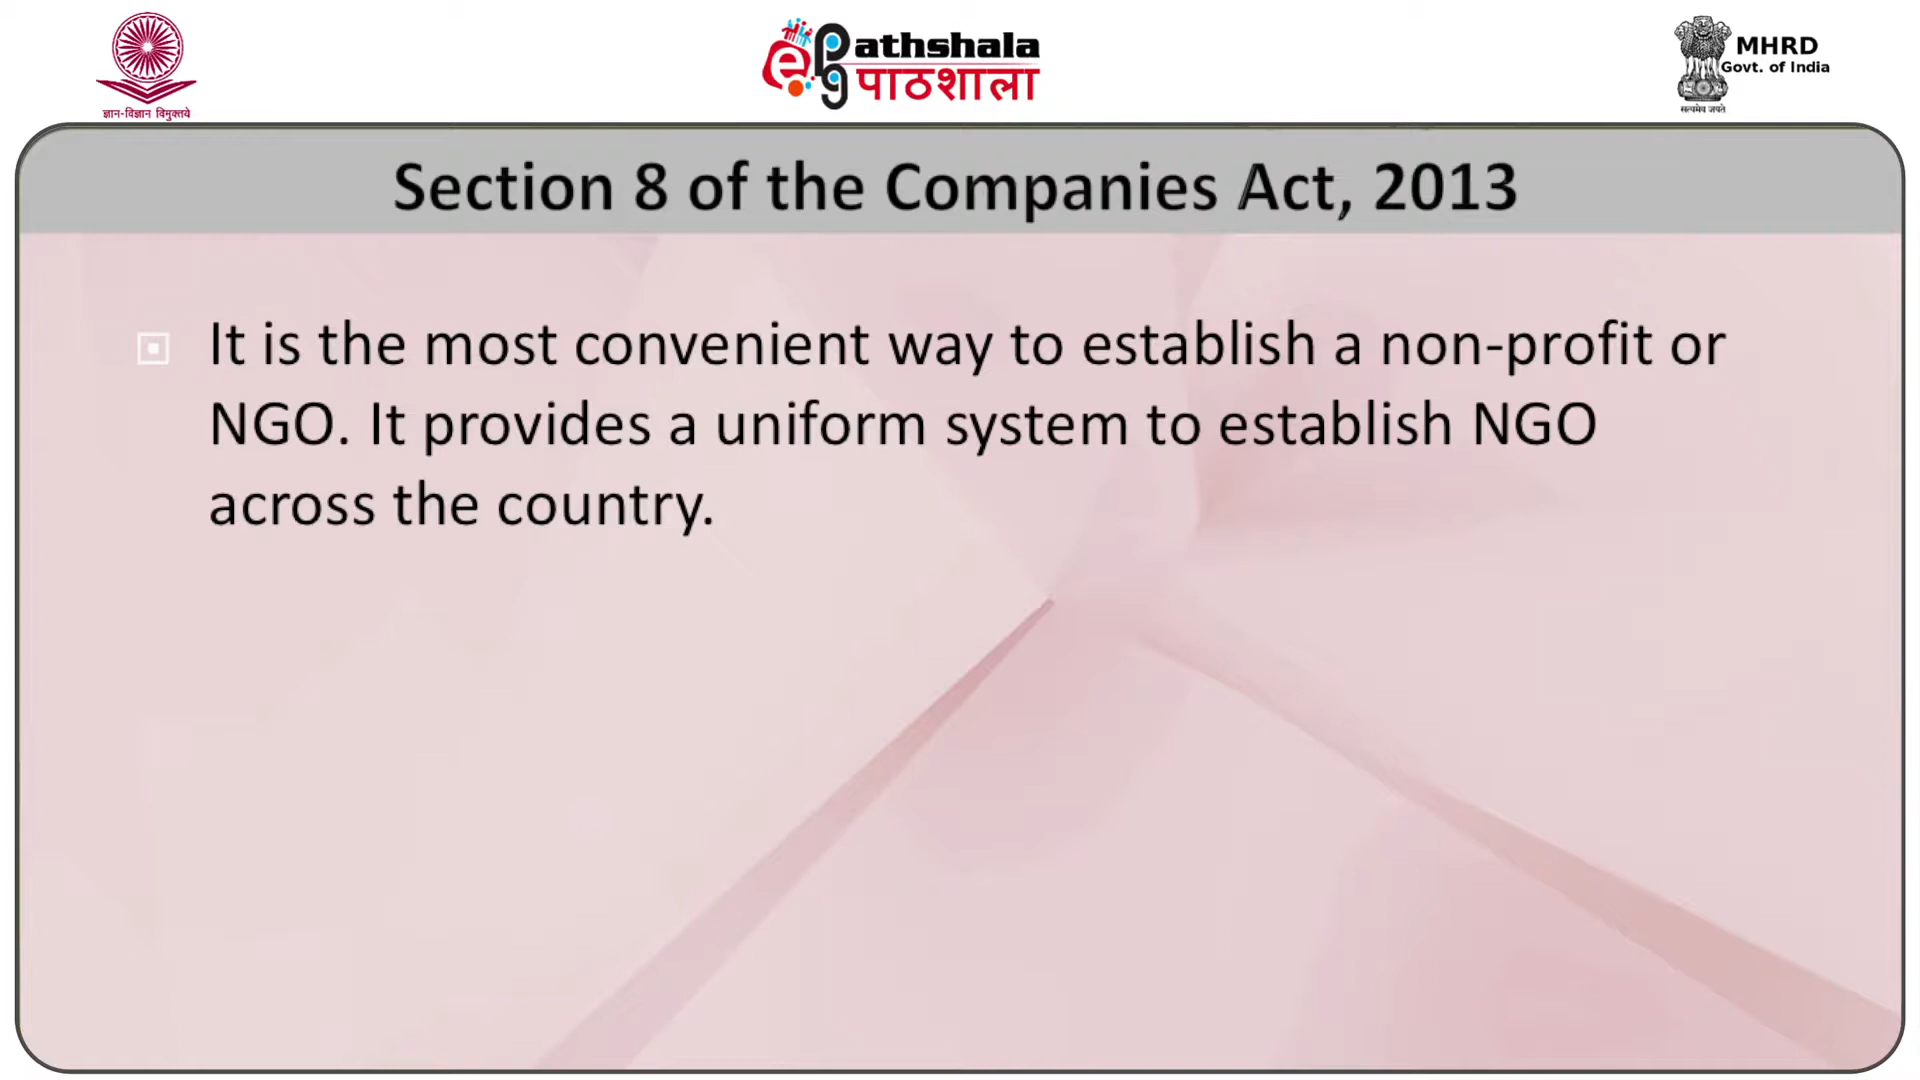 ज्ञान-विज्ञान विमुक्तये
e pg Pathshala
पाठशाला
MHRD
Govt. of India
सत्यमेव जयते
Section 8 of the Companies Act, 2013
It is the most convenient way to establish a non-profit or
NGO. It provides a uniform system to establish NGO
across the country.